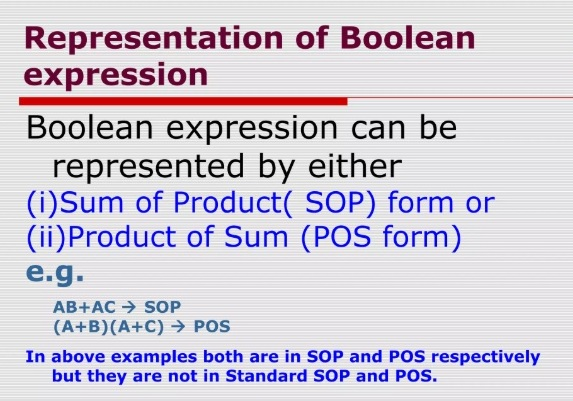 Representation of Boolean
expression
Boolean expression can be
represented by either
(i)Sum of Product( SOP) form or
(ii)Product of Sum (POS form)
e.g.
AB+AC → SOP
(A+B)(A+C) → POS
In above examples both are in SOP and POS respectively
but they are not in Standard SOP and POS.